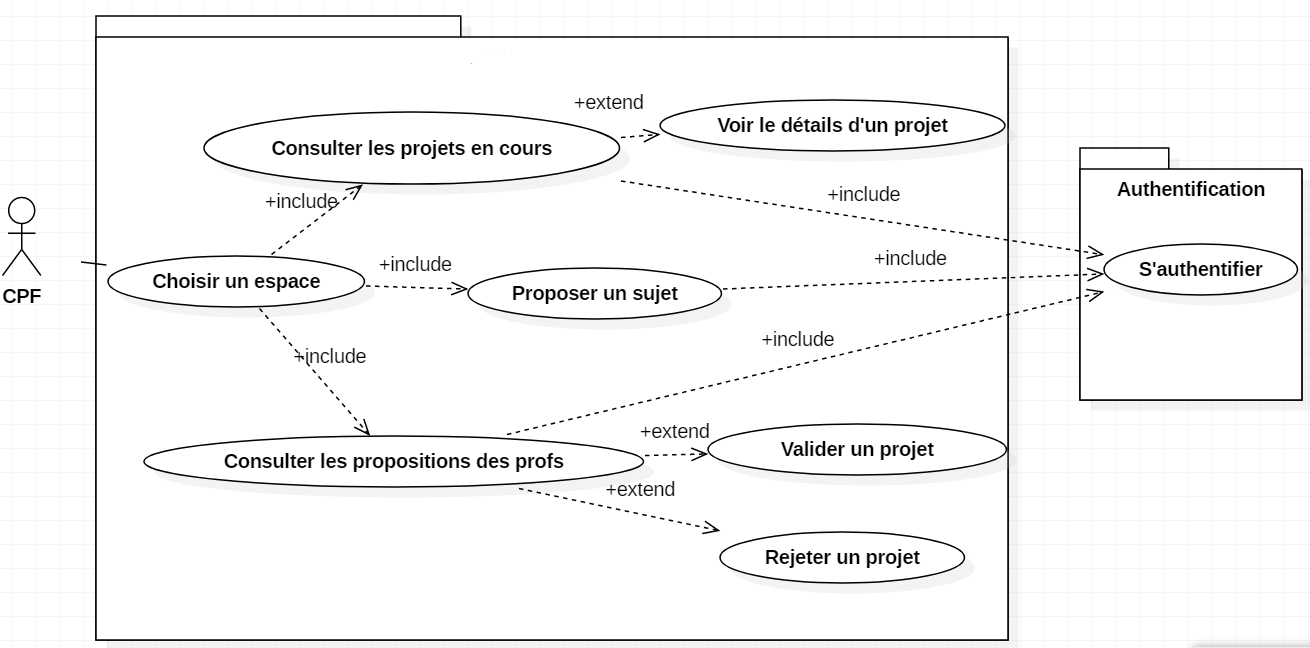 +extend
Voir le détails d'un projet
Consulter les projets en cours
Authentification
+include
+include
+include
+include
S'authentifier
Choisir un espace
Proposer un sujet
CPF
+include
+include
+extend
Valider un projet
Consulter les propositions des profs
+extend
Rejeter un projet